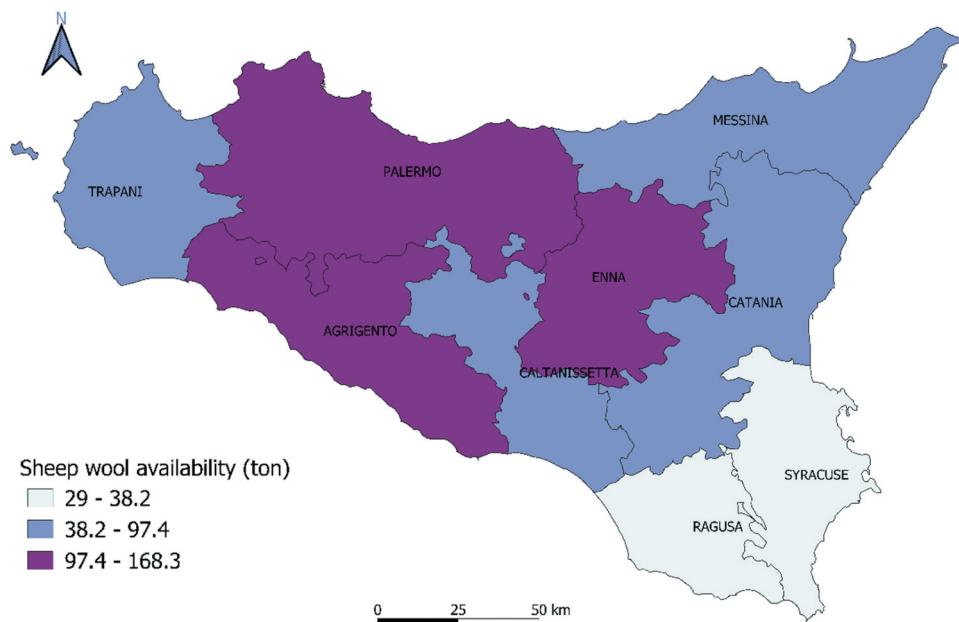 N
MESSINA
PALERMO
TRAPANI
ENNA
CATANIA
AGRIGENTO
CALTANISSETTA
Sheep wool availability (ton)
29 - 38.2
38.2 - 97.4
97.4 - 168.3
SYRACUSE
RAGUSA
0 25 50 km